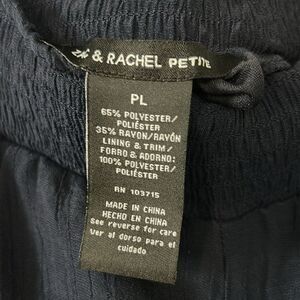 & RACHEL PETITE
PL
65% POLYESTER/
POLIÉSTER
35% RAYON/RAYÓN
LINING & TRIM/
FORRO & ADORNO:
100% POLYESTER/
POLIÉSTER
RN 103715
MADE IN CHINA
HECHO EN CHINA
See reverse for care
Ver al dorso para el
cuidado